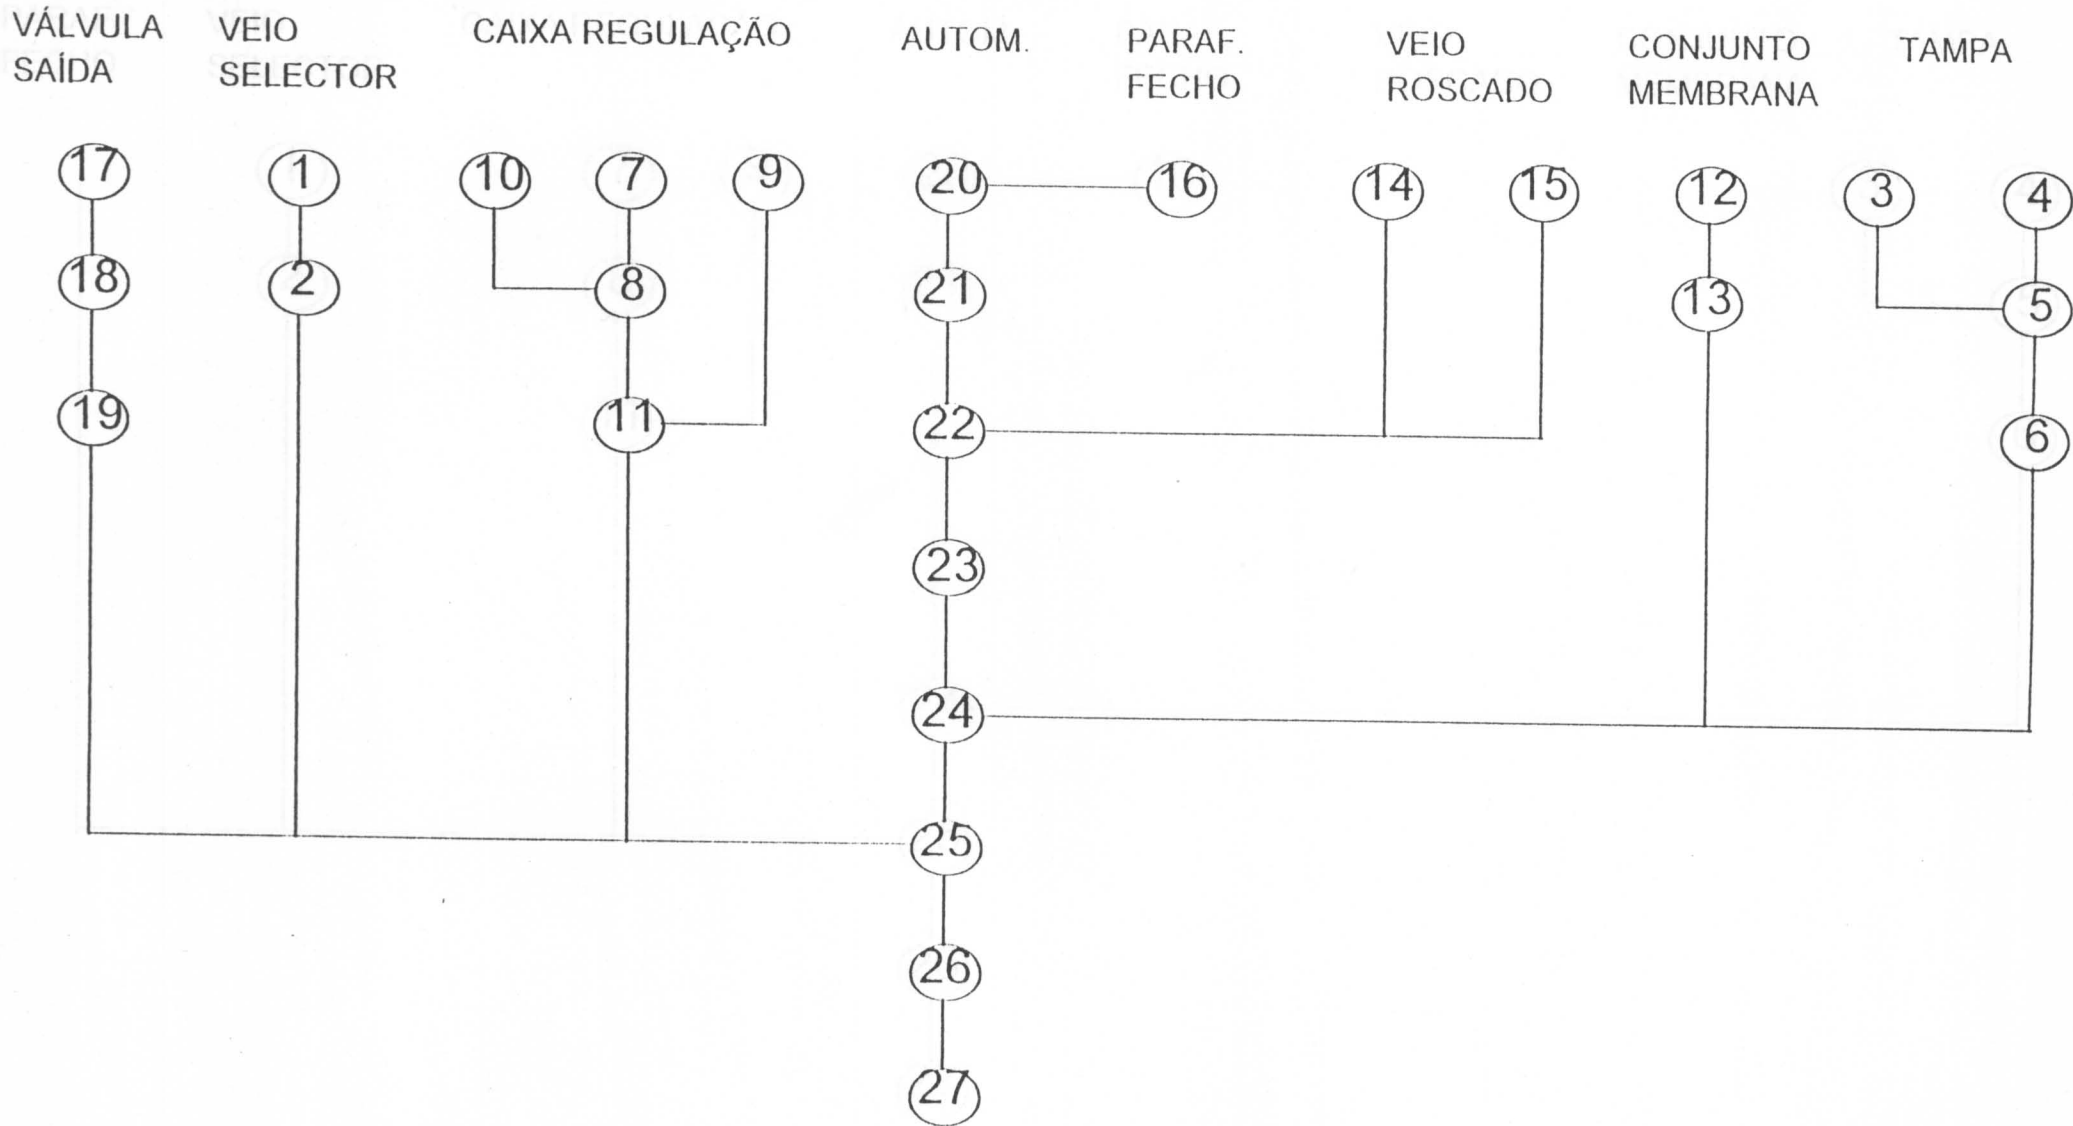 VÁLVULA
SAÍDA
VEIO
SELECTOR
CAIXA REGULAÇÃO
AUTOM.
PARAF.
FECHO
VEIO
ROSCADO
CONJUNTO
MEMBRANA
TAMPA
17
1
10
7
9
20
16
14
15
12
3
4
18
2
8
21
13
5
19
11
22
6
23
24
25
26
27